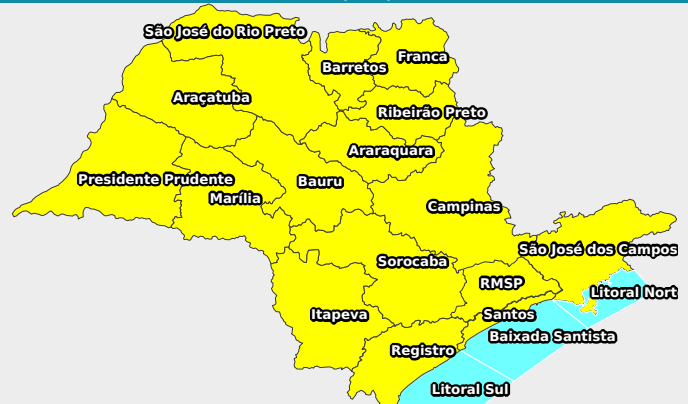 São José do Rio Preto
Franca
Barretos
Araçatuba
Ribeirão Preto
Araraquara
Presidente Prudente
Bauru
Marília
Campinas
São José dos Campos
Sorocaba
RMSP
Litoral Nort
Itapeva
Santos
Baixada Santista
Registro
Litoral Sul